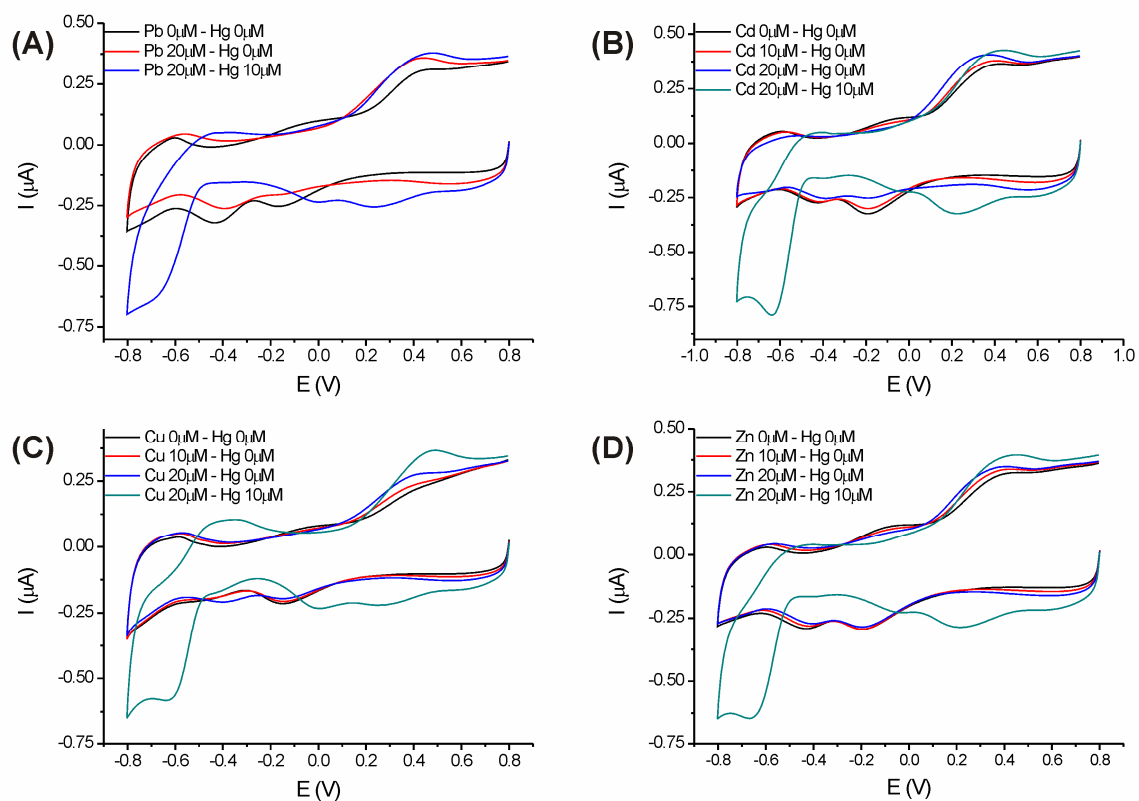 (A)
Pb 0µM - Hg 0µM
Pb 20µM - Hg 0µM
Pb 20µM - Hg 10µM
0.50
0.25
0.00
-0.25
-0.50
-0.75
I (µA)
-0.8 -0.6 -0.4 -0.2 0.0 0.2 0.4 0.6 0.8
E (V)
(B)
Cd 0µM - Hg 0µM
Cd 10µM - Hg 0µM
Cd 20µM - Hg 0µM
Cd 20µM - Hg 10µM
0.50
0.25
0.00
-0.25
-0.50
-0.75
I (µA)
-1.0 -0.8 -0.6 -0.4 -0.2 0.0 0.2 0.4 0.6 0.8 1.0
E (V)
(C)
Cu 0µM - Hg 0µM
Cu 10µM - Hg 0µM
Cu 20µM - Hg 0µM
Cu 20µM - Hg 10µM
0.25
0.00
-0.25
-0.50
-0.75
I (µA)
-0.8 -0.6 -0.4 -0.2 0.0 0.2 0.4 0.6 0.8
E (V)
(D)
Zn 0µM - Hg 0µM
Zn 10µM - Hg 0µM
Zn 20µM - Hg 0µM
Zn 20µM - Hg 10µM
0.50
0.25
0.00
-0.25
-0.50
-0.75
I (µA)
-0.8 -0.6 -0.4 -0.2 0.0 0.2 0.4 0.6 0.8
E (V)